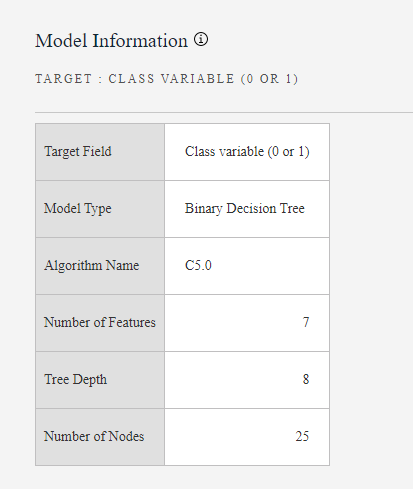 Model Information
TARGET : CLASS VARIABLE (0 OR 1)
Target Field Class variable (0 or 1)
Model Type Binary Decision Tree
Algorithm Name C5.0
Number of Features 7
Tree Depth 8
Number of Nodes 25